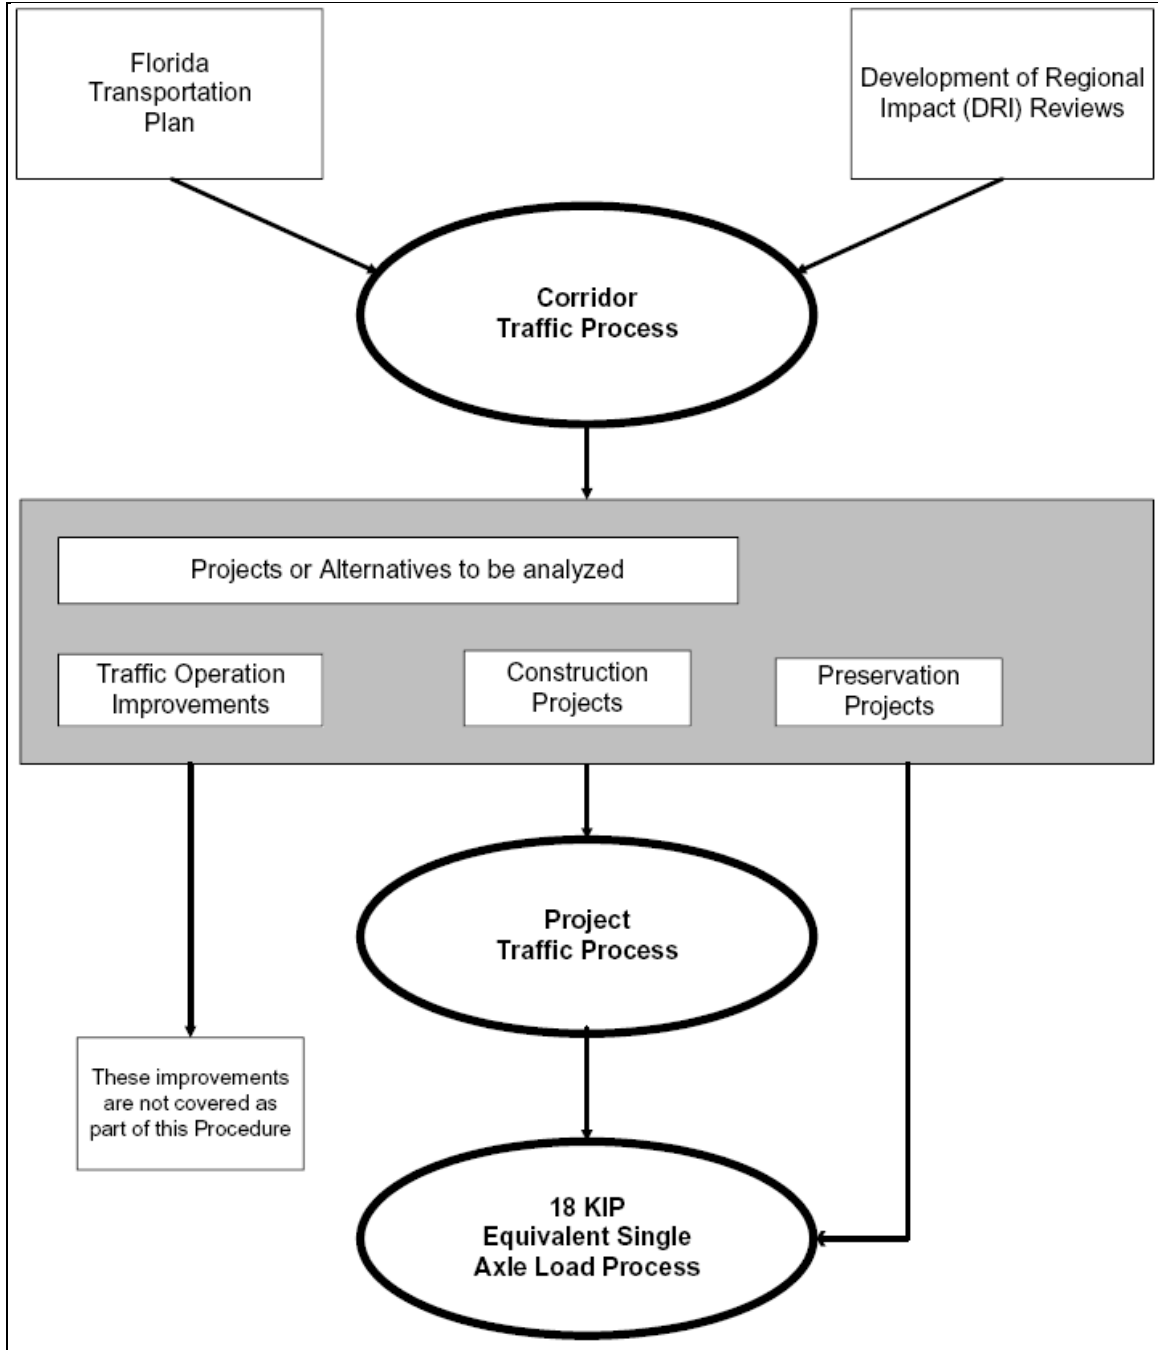 Florida
Transportation
Plan
Development of Regional
Impact (DRI) Reviews
Corridor
Traffic Process
Projects or Alternatives to be analyzed
Traffic Operation
Improvements
Construction
Projects
Preservation
Projects
Project
Traffic Process
These improvements
are not covered as
part of this Procedure
18 KIP
Equivalent Single
Axle Load Process